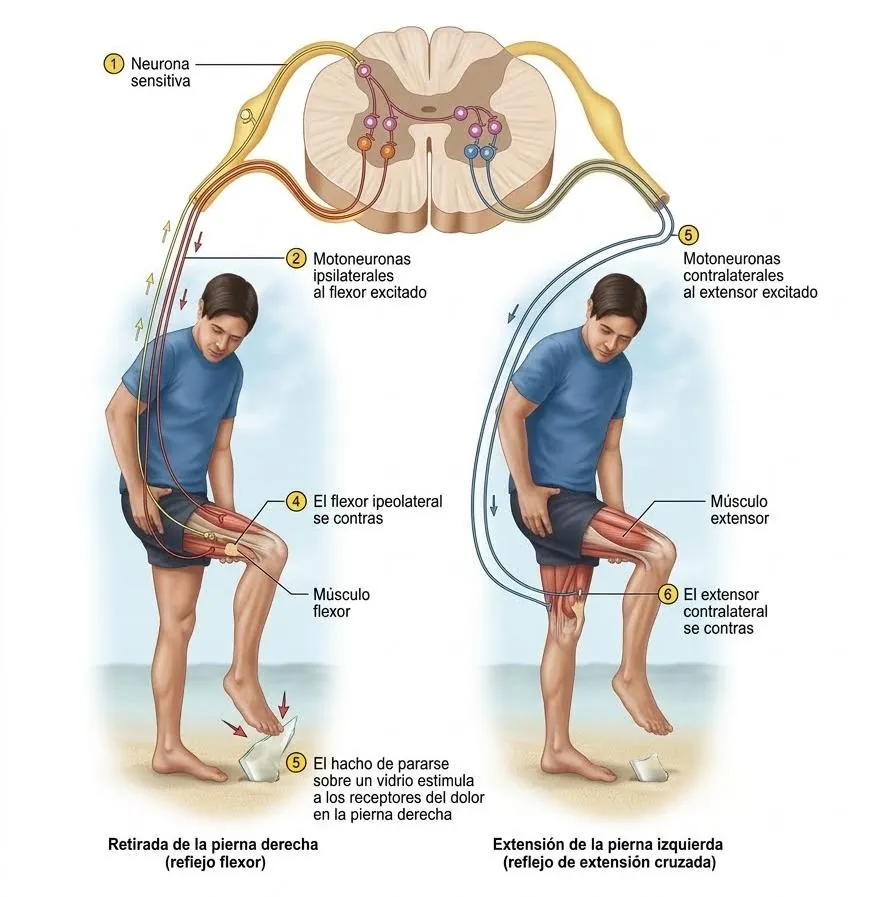 1 Neurona
sensitiva
2 Motoneuronas
ipsilaterales
al flexor excitado
5
Motoneuronas
contralaterales
al extensor excitado
4 El flexor ipeolateral
se contras
Músculo
flexor
Músculo
extensor
6 El extensor
contralateral
se contras
5 El hacho de pararse
sobre un vidrio estimula
a los receptores del dolor
en la pierna derecha
Retirada de la pierna derecha
(refiejo flexor)
Extensión de la pierna izquierda
(reflejo de extensión cruzada)